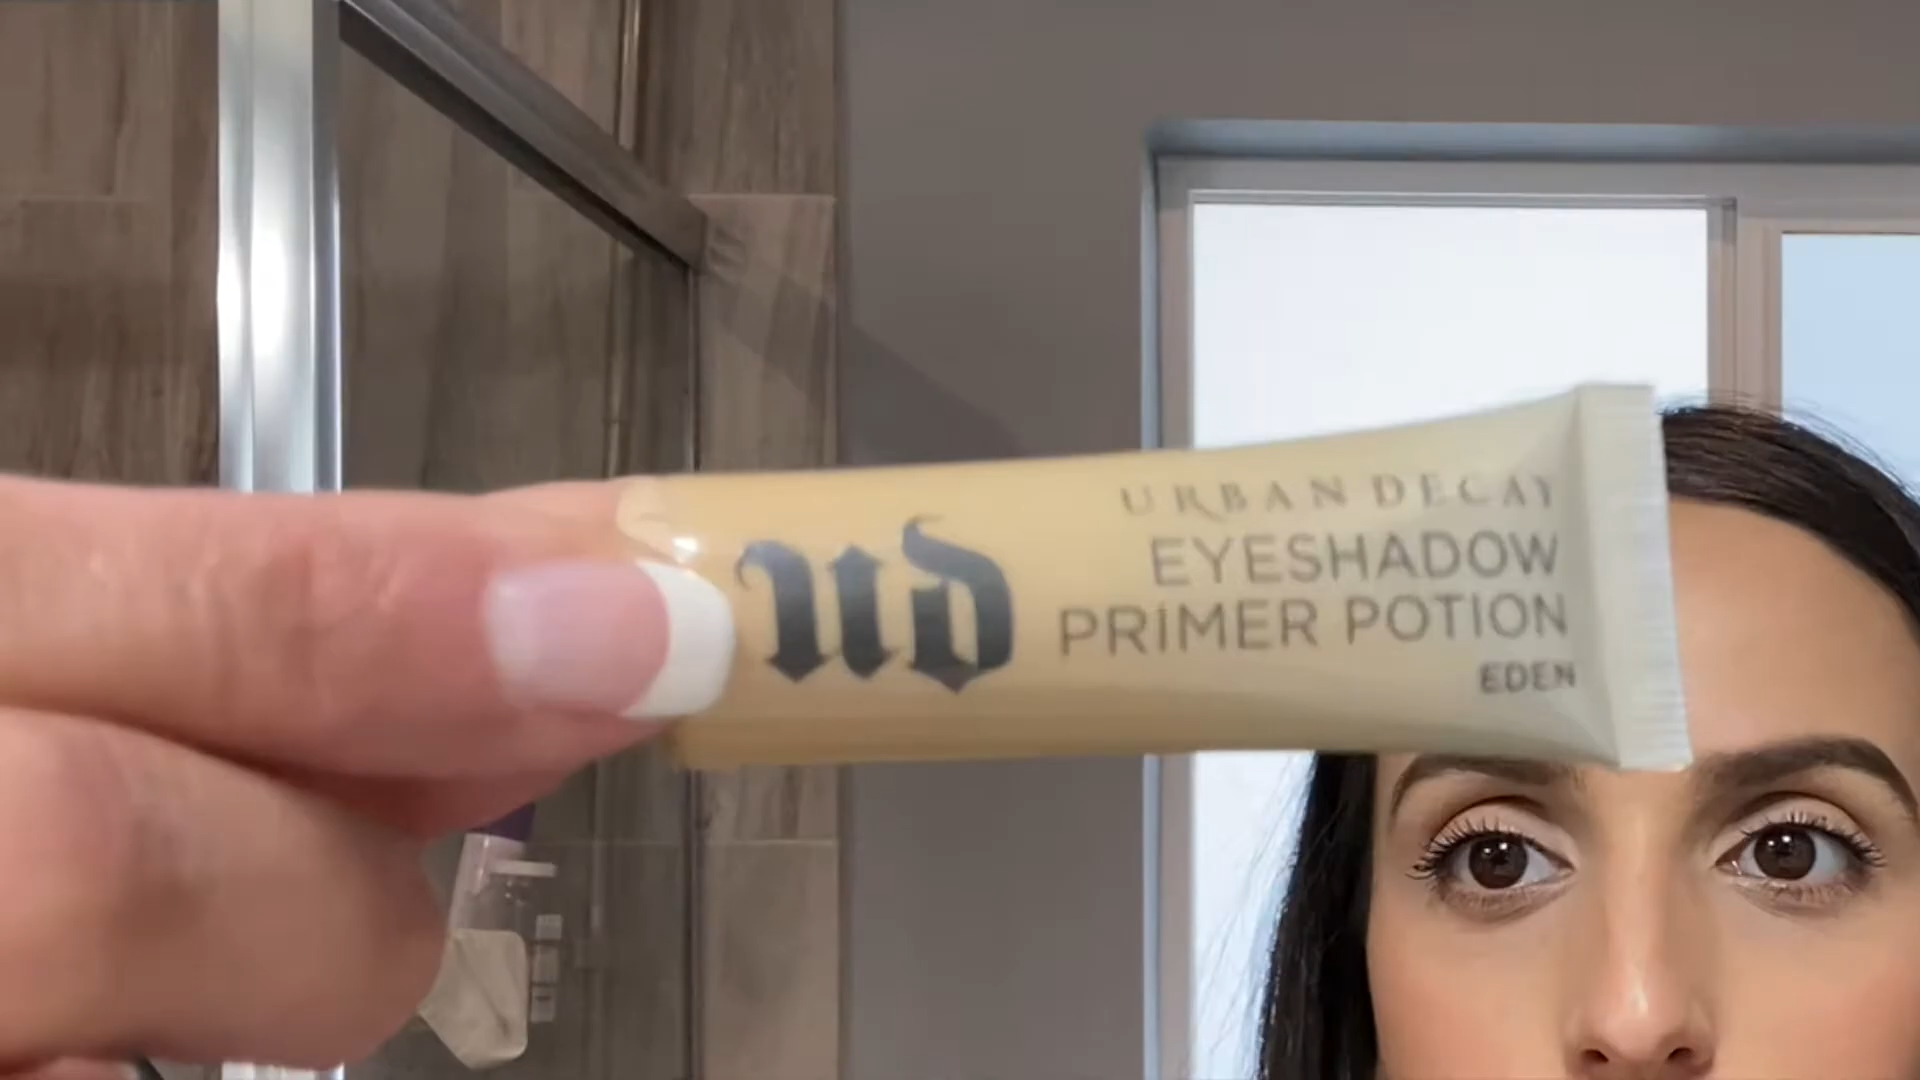 ud
URBAN DECAY
EYESHADOW
PRIMER POTION
EDEN